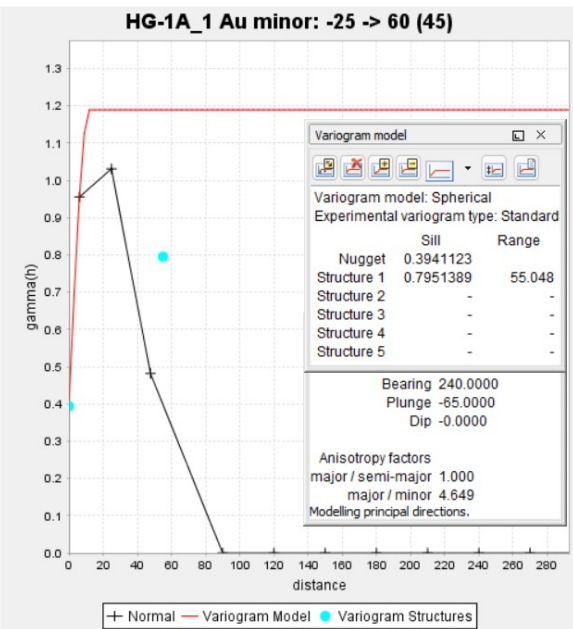 HG-1A_1 Au minor: -25 -> 60 (45)
1.3
1.2
1.1
1.0
0.9
0.8
0.7
0.6
0.5
0.4
0.3
0.2
0.1
0.0
gamma(h)
0 20 40 60 80 100 120 140 160 180 200 220 240 260 280
distance
Normal Variogram Model Variogram Structures
Variogram model
Variogram model: Spherical
Experimental variogram type: Standard
Sill Range
Nugget 0.3941123
Structure 1 0.7951389 55.048
Structure 2 - -
Structure 3 - -
Structure 4 - -
Structure 5 - -
Bearing 240.0000
Plunge -65.0000
Dip -0.0000
Anisotropy factors
major / semi-major 1.000
major / minor 4.649
Modelling principal directions.